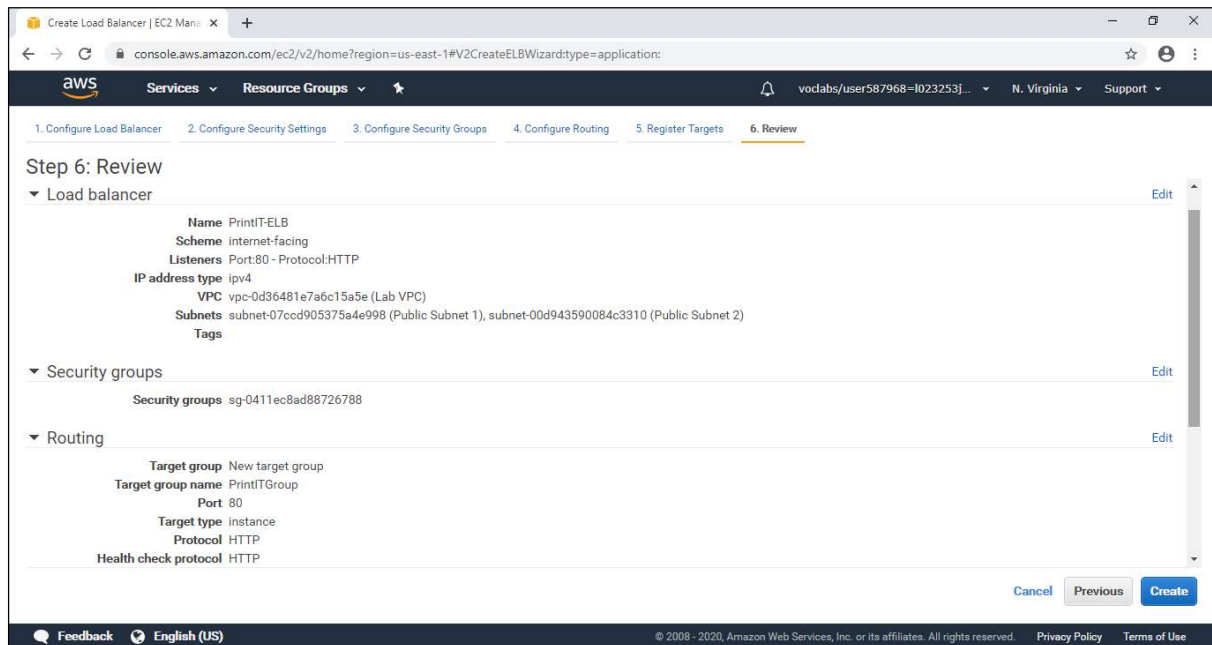 Create Load Balancer | EC2 Mana
console.aws.amazon.com/ec2/v2/home?region=us-east-1#V2CreateELBWizard:type=application:
aws Services Resource Groups voclabs/user587968=l023253j... N. Virginia Support
1. Configure Load Balancer 2. Configure Security Settings 3. Configure Security Groups 4. Configure Routing 5. Register Targets 6. Review
Step 6: Review
Load balancer Edit
Name PrintIT-ELB
Scheme internet-facing
Listeners Port:80 - Protocol:HTTP
IP address type ipv4
VPC vpc-0d36481e7a6c15a5e (Lab VPC)
Subnets subnet-07ccd905375a4e998 (Public Subnet 1), subnet-00d943590084c3310 (Public Subnet 2)
Tags
Security groups Edit
Security groups sg-0411ec8ad88726788
Routing Edit
Target group New target group
Target group name PrintITGroup
Port 80
Target type instance
Protocol HTTP
Health check protocol HTTP
Cancel Previous Create
Feedback English (US) © 2008 - 2020, Amazon Web Services, Inc. or its affiliates. All rights reserved. Privacy Policy Terms of Use